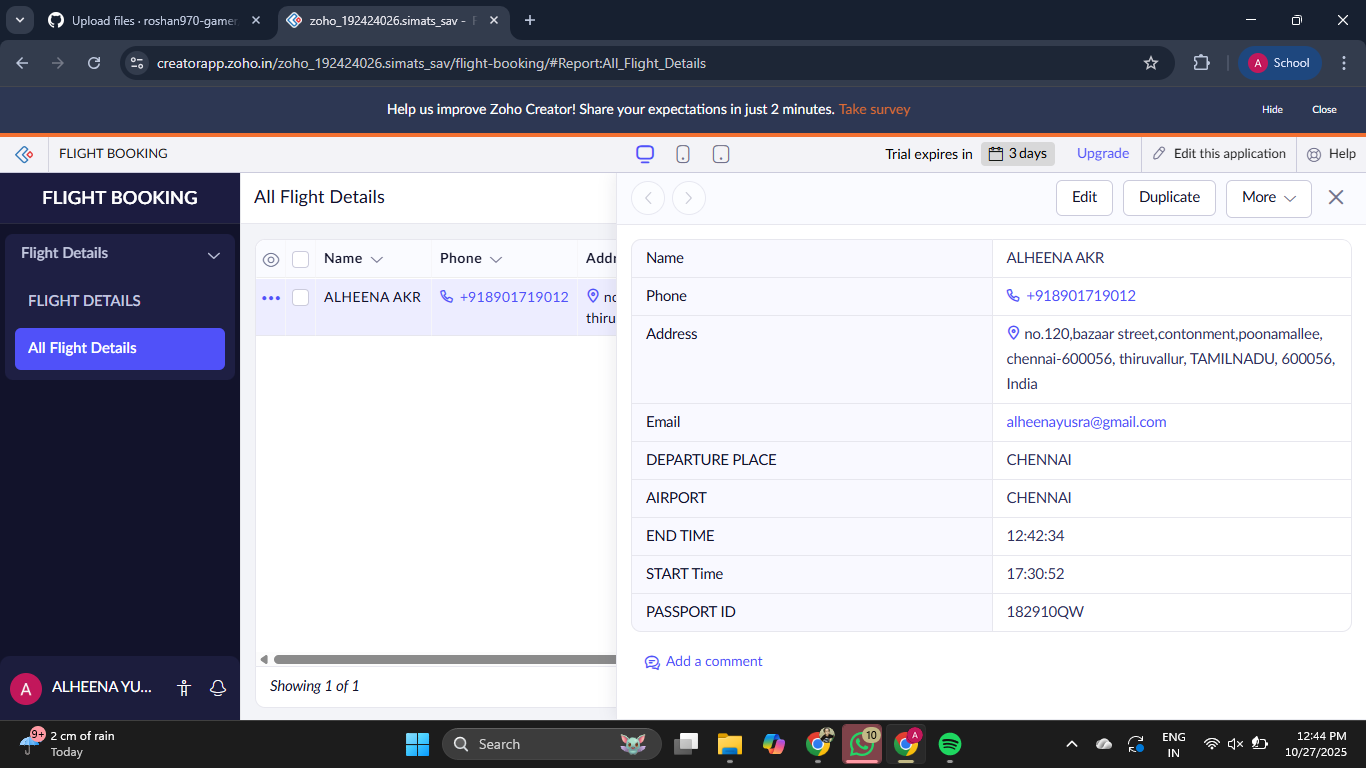 Upload files · roshan970-gamer
zoho_192424026.simats_sav -
creatorapp.zoho.in/zoho_192424026.simats_sav/flight-booking/#Report:All_Flight_Details
A School
Help us improve Zoho Creator! Share your expectations in just 2 minutes. Take survey
Hide
Close
FLIGHT BOOKING
Trial expires in
3 days
Upgrade
Edit this application
Help
FLIGHT BOOKING
Flight Details
FLIGHT DETAILS
All Flight Details
A ALHEENA YU...
All Flight Details
Name
Phone
Addr
ALHEENA AKR
+918901719012
no
thiru
Showing 1 of 1
Edit
Duplicate
More
Name ALHEENA AKR
Phone +918901719012
Address no.120,bazaar street,contonment,poonamallee,
chennai-600056, thiruvallur, TAMILNADU, 600056,
India
Email alheenayusra@gmail.com
DEPARTURE PLACE CHENNAI
AIRPORT CHENNAI
END TIME 12:42:34
START Time 17:30:52
PASSPORT ID 182910QW
Add a comment
9+
2 cm of rain
Today
Search
10
A
ENG
IN
12:44 PM
10/27/2025